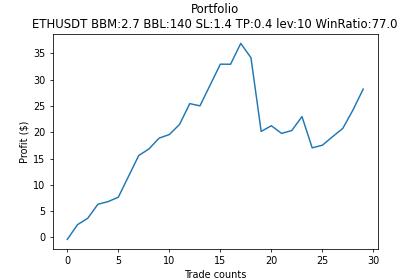 Portfolio
ETHUSDT BBM:2.7 BBL:140 SL:1.4 TP:0.4 lev:10 WinRatio:77.0
35
30
25
20
15
10
5
0
Profit ($)
0 5 10 15 20 25 30
Trade counts